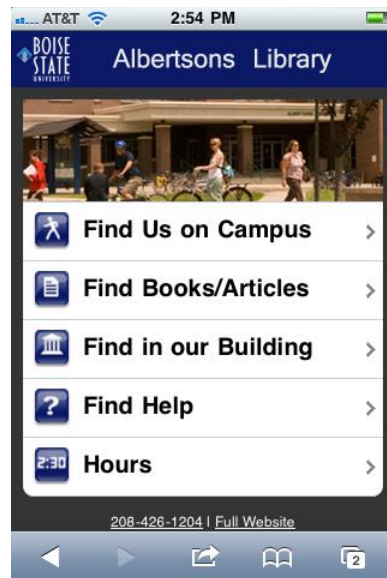 AT&T 2:54 PM
BOISE
STATE
UNIVERSITY
Albertsons Library
Find Us on Campus
Find Books/Articles
Find in our Building
? Find Help
2:30 Hours
208-426-1204 | Full Website
2